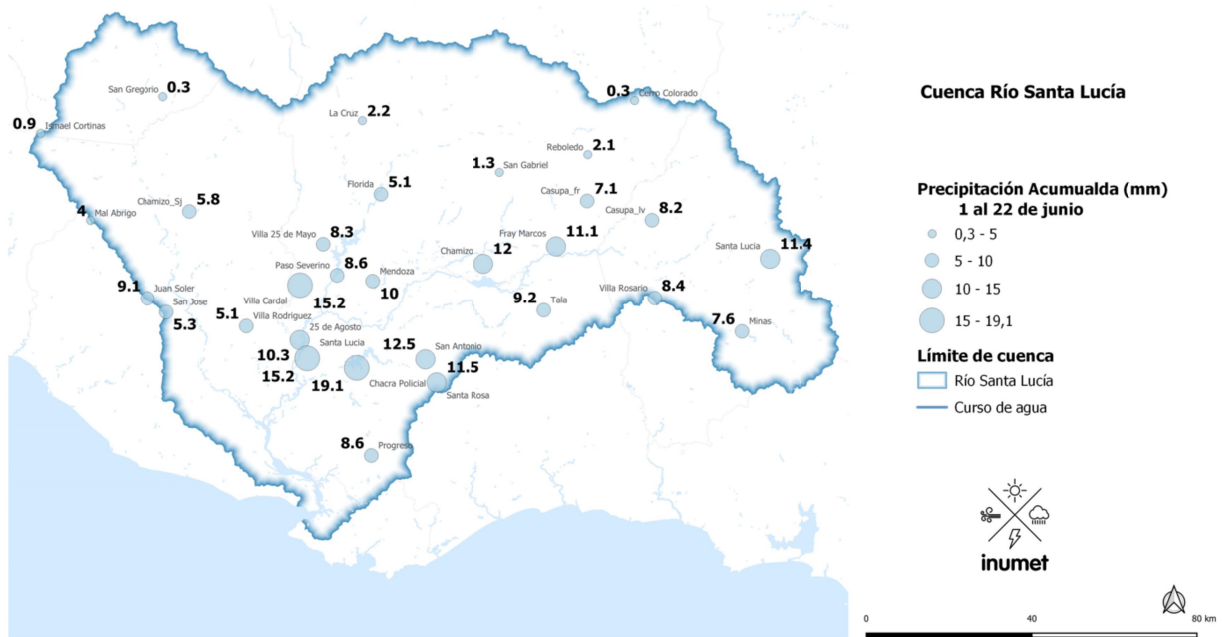 San Gregorio
0.3
0.3
Cerro Colorado
La Cruz
2.2
0.9
Ismael Cortinas
Reboledo
2.1
1.3
San Gabriel
Florida
5.1
Casupa_fr
7.1
Chamizo_SJ
5.8
4
Mal Abrigo
Casupa_lv
8.2
Villa 25 de Mayo
8.3
Fray Marcos
11.1
Chamizo
12
Santa Lucia
11.4
Paso Severino
8.6
Mendoza
10
9.1
Juan Soler
Villa Cardal
15.2
San Jose
5.3
9.2
Tala
Villa Rosario
8.4
5.1
Villa Rodriguez
25 de Agosto
10.3
7.6
Minas
Santa Lucia
15.2
12.5
San Antonio
19.1
Chacra Policial
11.5
Santa Rosa
8.6
Progreso
Cuenca Río Santa Lucía
Precipitación Acumualda (mm)
1 al 22 de junio
0,3 - 5
5 - 10
10 - 15
15 - 19,1
Límite de cuenca
Río Santa Lucía
Curso de agua
inumet
0 40 80 km